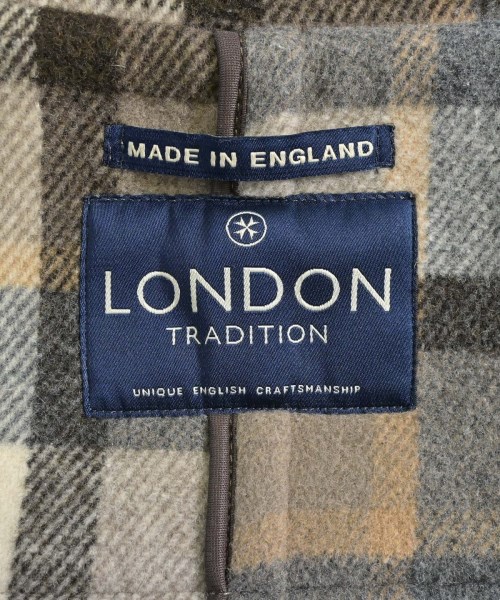 MADE IN ENGLAND
LONDON
TRADITION
UNIQUE ENGLISH CRAFTSMANSHIP